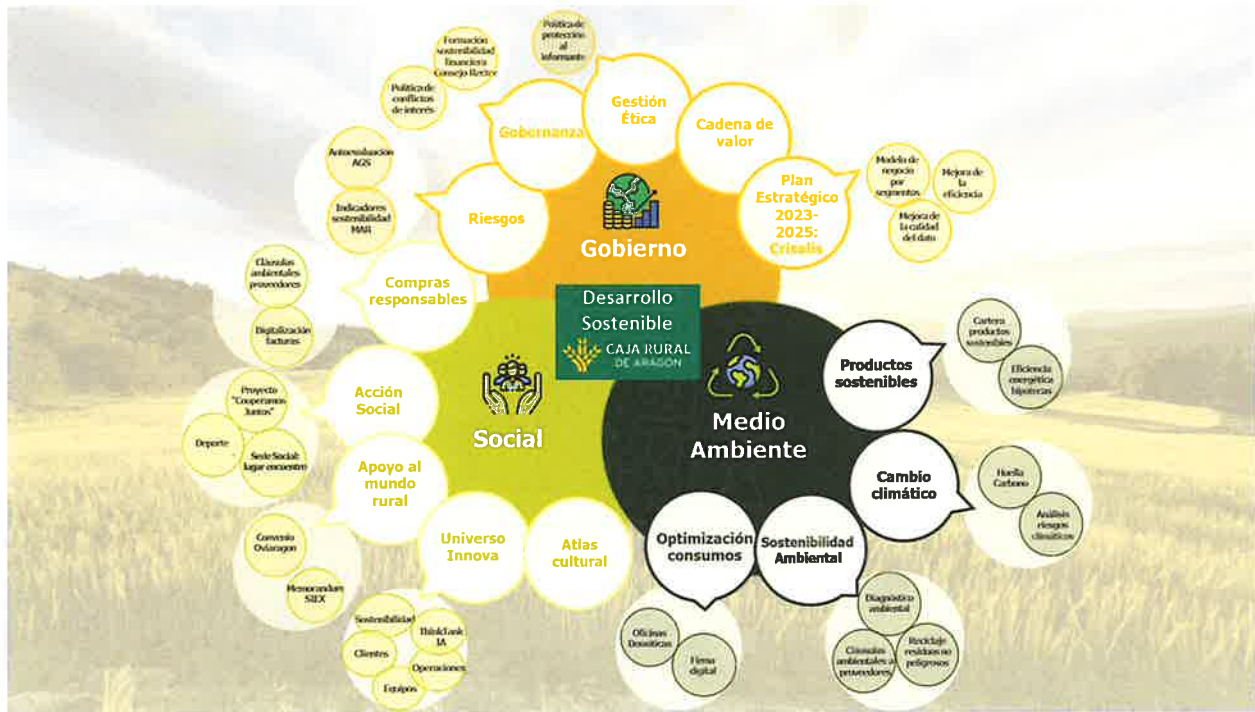 Política de
protección
al
informante
Formación
sostenibilidad
financiera
Consejo Rector
Política de
conflictos
de interés
Gestión
Ética
Gobernanza
Cadena de
valor
Autoevaluación
AGS
Indicadores
sostenibilidad
MAR
Riesgos
Plan
Estratégico
2023-
2025:
Crisalis
Modelo de
negocio
por
segmentos
Mejora de
la
eficiencia
Mejora de
la calidad
del dato
Gobierno
Cláusulas
ambientales
proveedores
Digitalización
facturas
Compras
responsables
Desarrollo
Sostenible
CAJA RURAL
DE ARAGÓN
Cartera
productos
sostenibles
Eficiencia
energética
hipotecas
Productos
sostenibles
Proyecto
"Cooperamos
Juntos"
Deporte
Sede Social:
lugar encuentro
Acción
Social
Social
Medio
Ambiente
Apoyo al
mundo
rural
Cambio
climático
Huella
Carbono
Análisis
riesgos
climáticos
Convenio
Oviaragon
Memorandum
SIEX
Universo
Innova
Atlas
cultural
Optimización
consumos
Sostenibilidad
Ambiental
Sostenibilidad
ThinkTank
IA
Clientes
Operaciones
Equipos
Oficinas
Domóticas
Firma
digital
Diagnóstico
ambiental
Cláusulas
ambientales a
proveedores
Reciclaje
residuos no
peligrosos